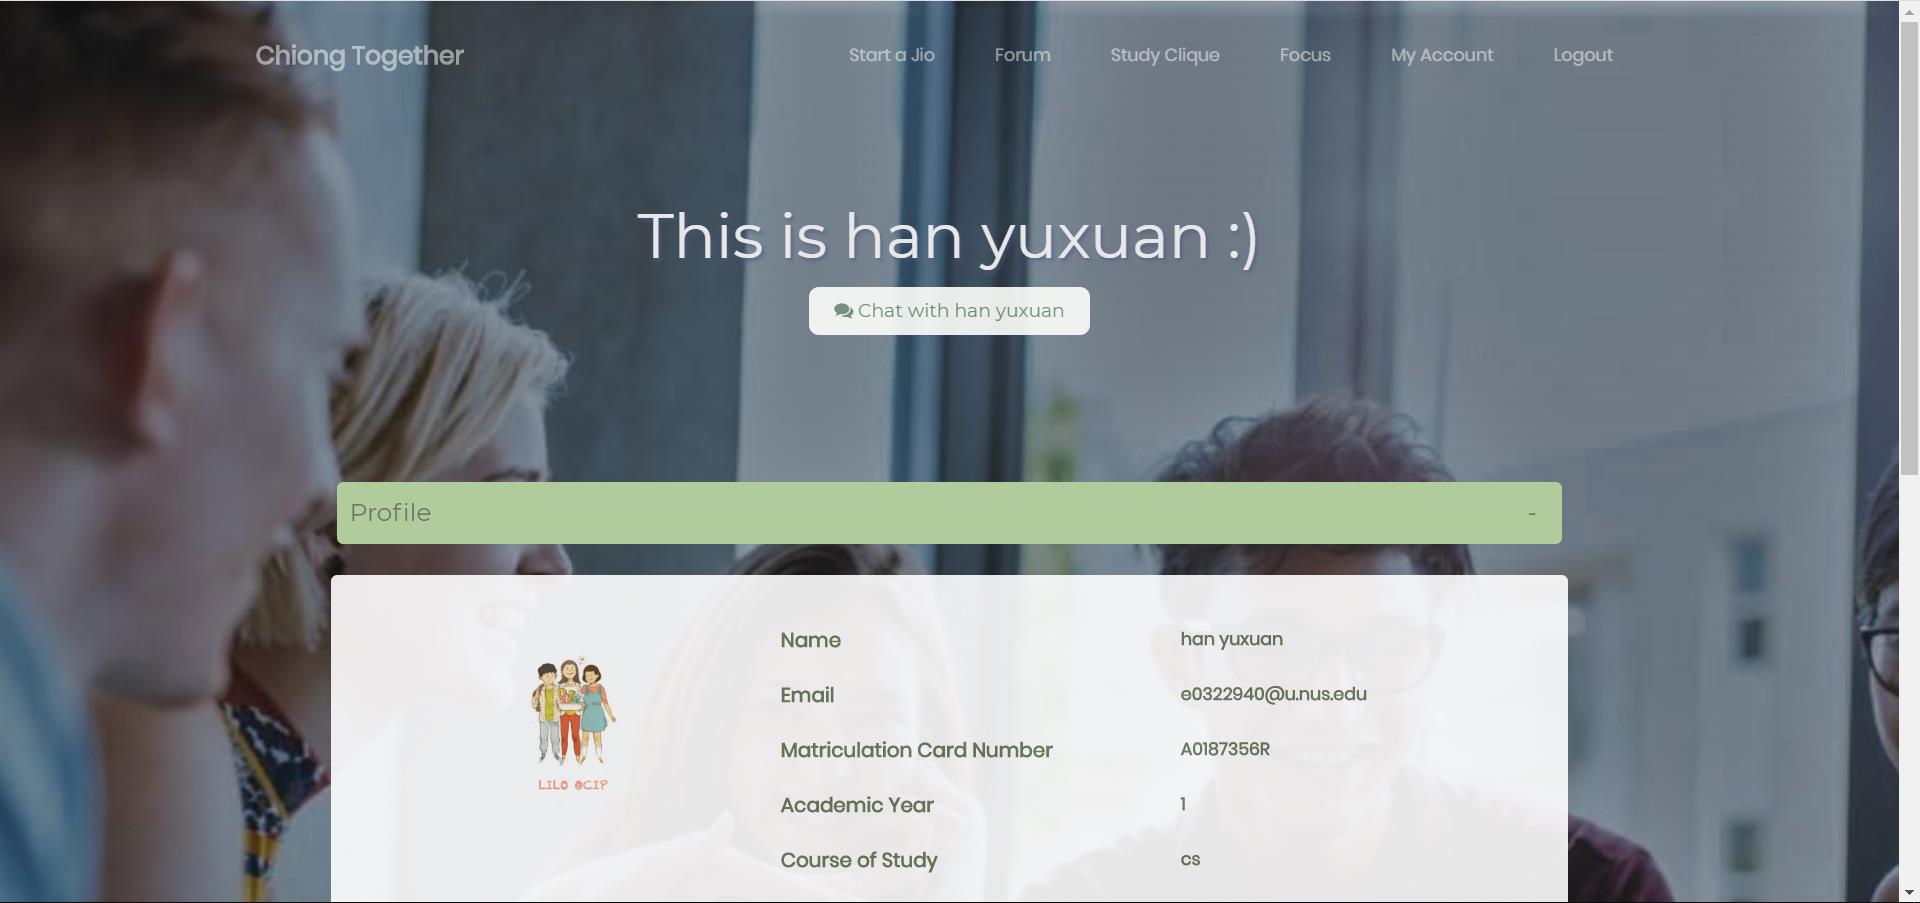 Chiong Together
Start a Jio
Forum
Study Clique
Focus
My Account
Logout
This is han yuxuan :)
Chat with han yuxuan
Profile -
Name han yuxuan
Email e0322940@u.nus.edu
Matriculation Card Number A0187356R
Academic Year 1
Course of Study cs
LILO @CIP